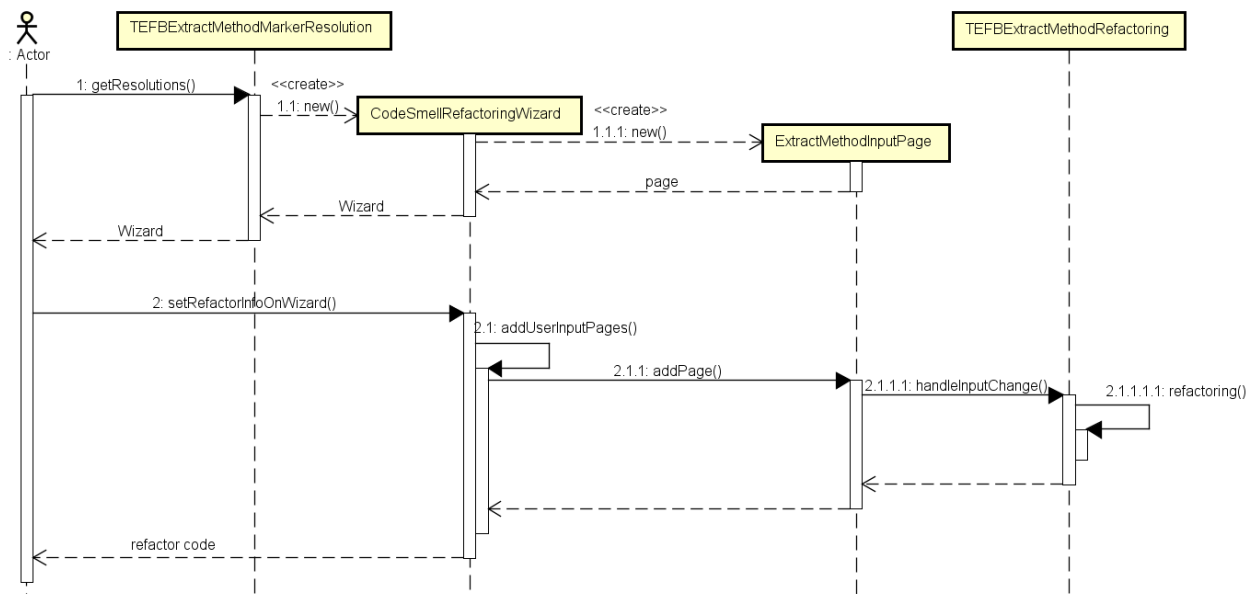 TEFBExtractMethodMarkerResolution
TEFBExtractMethodRefactoring
: Actor
1: getResolutions()
<<create>>
1.1: new()
CodeSmellRefactoringWizard
<<create>>
1.1.1: new()
ExtractMethodInputPage
page
Wizard
Wizard
2: setRefactorInfoOnWizard()
2.1: addUserInputPages()
2.1.1: addPage()
2.1.1.1: handleInputChange()
2.1.1.1.1: refactoring()
refactor code